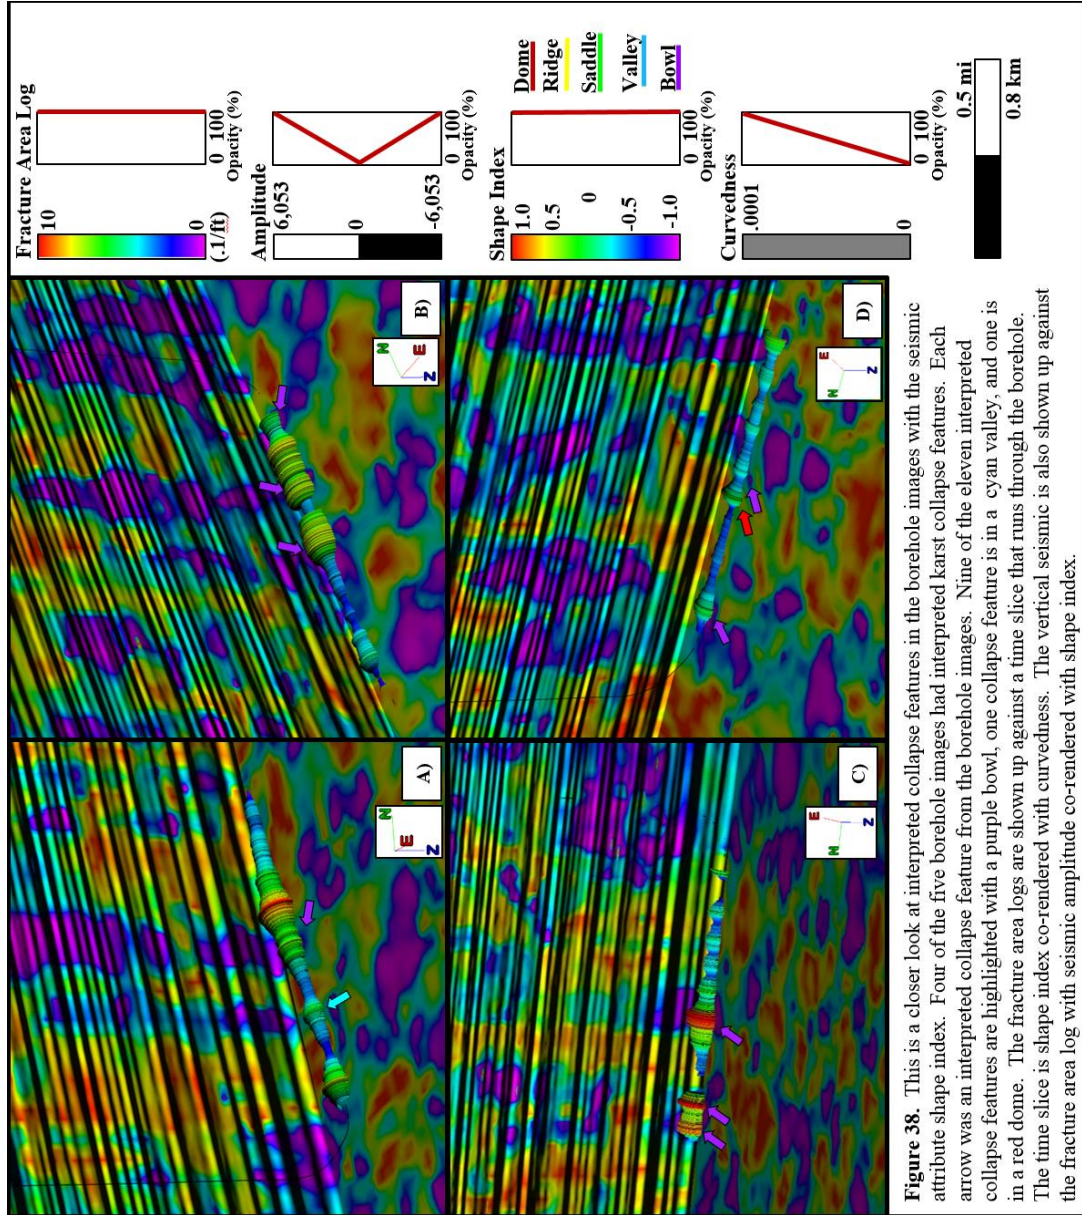 Fracture Area Log
10
0
(.1/ft)
0 100
Opacity (%)
Amplitude
6,053
0
-6,053
0 100
Opacity (%)
Shape Index
1.0
0.5
0
-0.5
-1.0
0 100
Opacity (%)
Dome
Ridge
Saddle
Valley
Bowl
Curvedness
.0001
0
0 100
Opacity (%)
0.5 mi
0.8 km
A)
N
E
Z
B)
N
E
Z
C)
N
E
Z
D)
N
E
Z
Figure 38. This is a closer look at interpreted collapse features in the borehole images with the seismic
attribute shape index. Four of the five borehole images had interpreted karst collapse features. Each
arrow was an interpreted collapse feature from the borehole images. Nine of the eleven interpreted
collapse features are highlighted with a purple bowl, one collapse feature is in a cyan valley, and one is
in a red dome. The fracture area logs are shown up against a time slice that runs through the borehole.
The time slice is shape index co-rendered with curvedness. The vertical seismic is also shown up against
the fracture area log with seismic amplitude co-rendered with shape index.